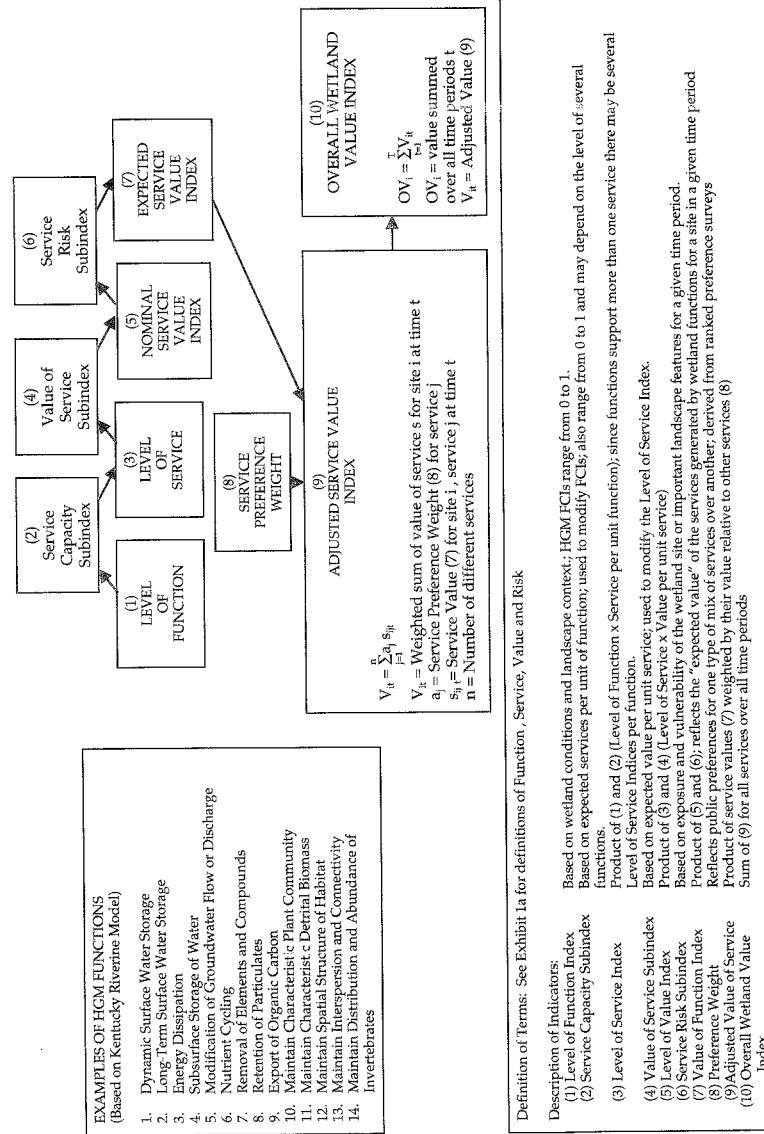 EXAMPLES OF HGM FUNCTIONS
(Based on Kentucky Riverine Model)
1. Dynamic Surface Water Storage
2. Long-Term Surface Water Storage
3. Energy Dissipation
4. Subsurface Storage of Water
5. Modification of Groundwater Flow or Discharge
6. Nutrient Cycling
7. Removal of Elements and Compounds
8. Retention of Particulates
9. Export of Organic Carbon
10. Maintain Characteristic Plant Community
11. Maintain Characterist c Detrital Biomass
12. Maintain Spatial Structure of Habitat
13. Maintain Interspersion and Connectivity
14. Maintain Distribution and Abundance of
Invertebrates
(1)
LEVEL
OF
FUNCTION
(2)
Service
Capacity
Subindex
(3)
LEVEL
OF
SERVICE
(4)
Value of
Service
Subindex
(5)
NOMINAL
SERVICE
VALUE
INDEX
(6)
Service
Risk
Subindex
(7)
EXPECTED
SERVICE
VALUE
INDEX
(8)
SERVICE
PREFERENCE
WEIGHT
(9)
ADJUSTED SERVICE VALUE
INDEX
V_it = Σ_{j=1}^{n} a_j s_ijt
V_it = Weighted sum of value of service s for site i at time t
a_j = Service Preference Weight (8) for service j
s_ij t = Service Value (7) for site i , service j at time t
n = Number of different services
(10)
OVERALL WETLAND
VALUE INDEX
OV_i = Σ_{t=1}^{T} V_it
OV_i = value summed
over all time periods t
V_it = Adjusted Value (9)
Definition of Terms: See Exhibit 1a for definitions of Function , Service, Value and Risk
Description of Indicators:
(1) Level of Function Index Based on wetland conditions and landscape context.; HGM FCIs range from 0 to 1.
(2) Service Capacity Subindex Based on expected services per unit of function; used to modify FCIs; also range from 0 to 1 and may depend on the level of several
functions.
(3) Level of Service Index Product of (1) and (2) (Level of Function x Service per unit function); since functions support more than one service there may be several
Level of Service Indices per function.
(4) Value of Service Subindex Based on expected value per unit service; used to modify the Level of Service Index.
(5) Level of Value Index Product of (3) and (4) (Level of Service x Value per unit service)
(6) Service Risk Subindex Based on exposure and vulnerability of the wetland site or important landscape features for a given time period.
(7) Value of Function Index Product of (5) and (6); reflects the "expected value" of the services generated by wetland functions for a site in a given time period
(8) Preference Weight Reflects public preferences for one type of mix of services over another; derived from ranked preference surveys
(9)Adjusted Value of Service Product of service values (7) weighted by their value relative to other services (8)
(10) Overall Wetland Value Sum of (9) for all services over all time periods
Index